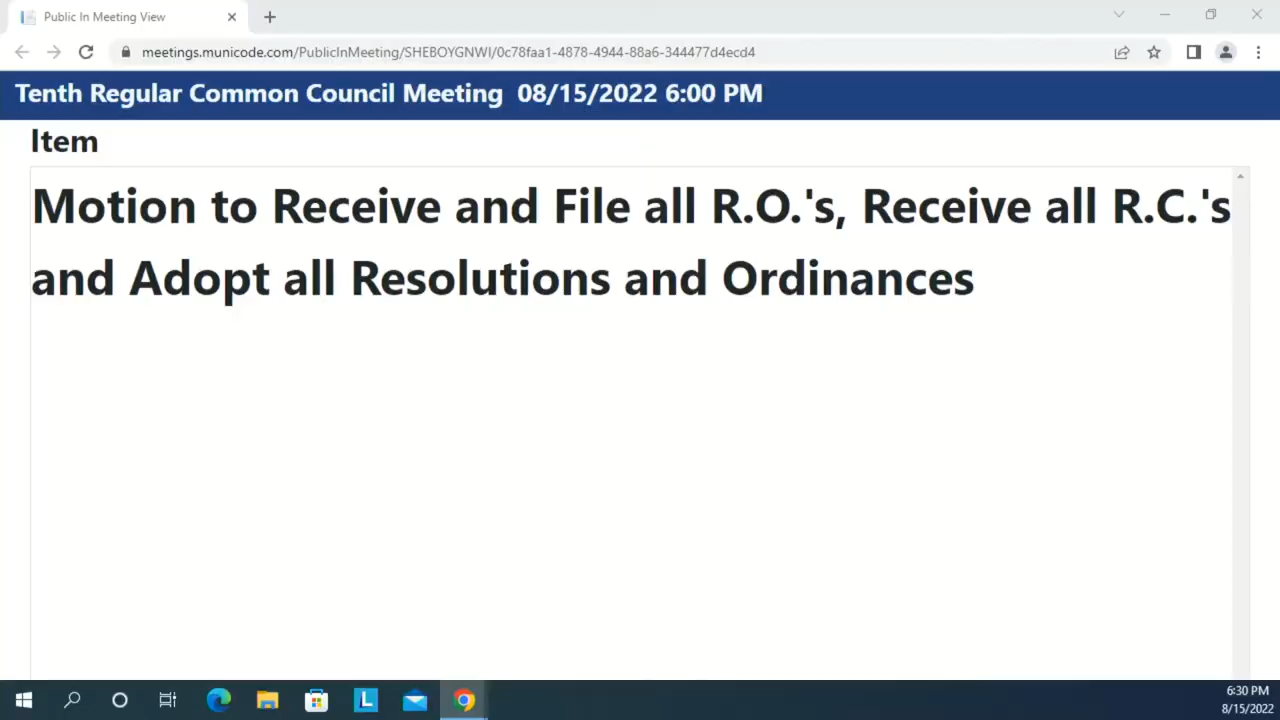 Public In Meeting View
meetings.municode.com/PublicInMeeting/SHEBOYGNWI/0c78faa1-4878-4944-88a6-344477d4ecd4
Tenth Regular Common Council Meeting 08/15/2022 6:00 PM
Item
Motion to Receive and File all R.O.'s, Receive all R.C.'s
and Adopt all Resolutions and Ordinances
L
6:30 PM
8/15/2022